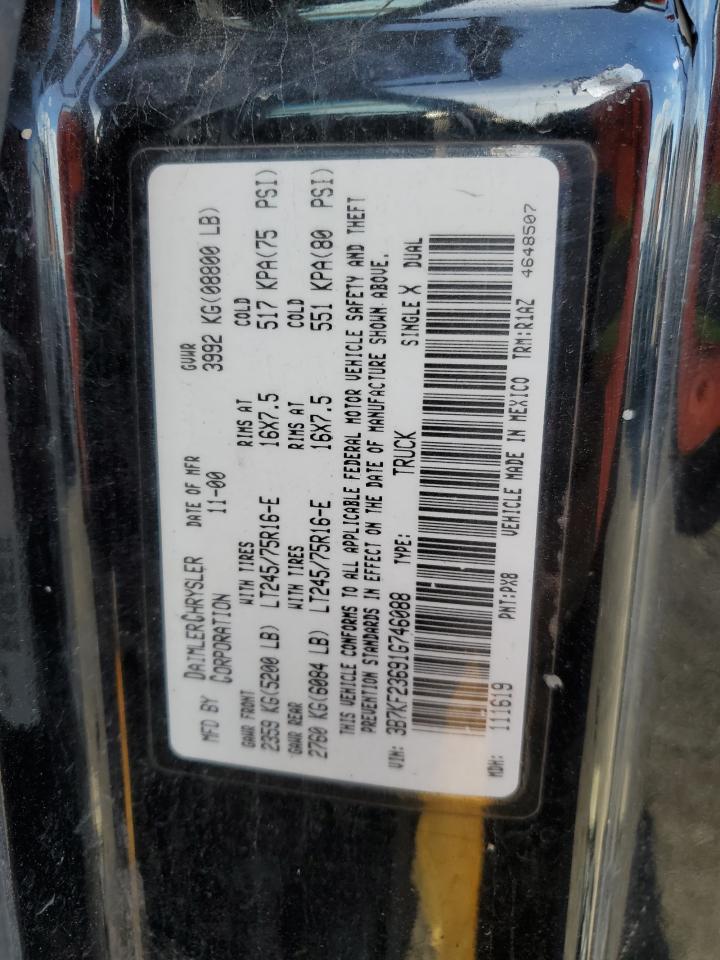 MFD BY DAIMLERCHRYSLER CORPORATION DATE OF MFR 11-00 GVWR 3992 KG(08800 LB)
GAWR FRONT WITH TIRES RIMS AT COLD
2359 KG(5200 LB) LT245/75R16-E 16X7.5 517 KPA(75 PSI)
GAWR REAR WITH TIRES RIMS AT COLD
2760 KG(6084 LB) LT245/75R16-E 16X7.5 551 KPA(80 PSI)
THIS VEHICLE CONFORMS TO ALL APPLICABLE FEDERAL MOTOR VEHICLE SAFETY AND THEFT
PREVENTION STANDARDS IN EFFECT ON THE DATE OF MANUFACTURE SHOWN ABOVE.
VIN: 3B7KF23691G746088 TYPE: TRUCK SINGLE X DUAL
MDH: 111619 PNT:PX8 VEHICLE MADE IN MEXICO TRM:R1AZ 4648507